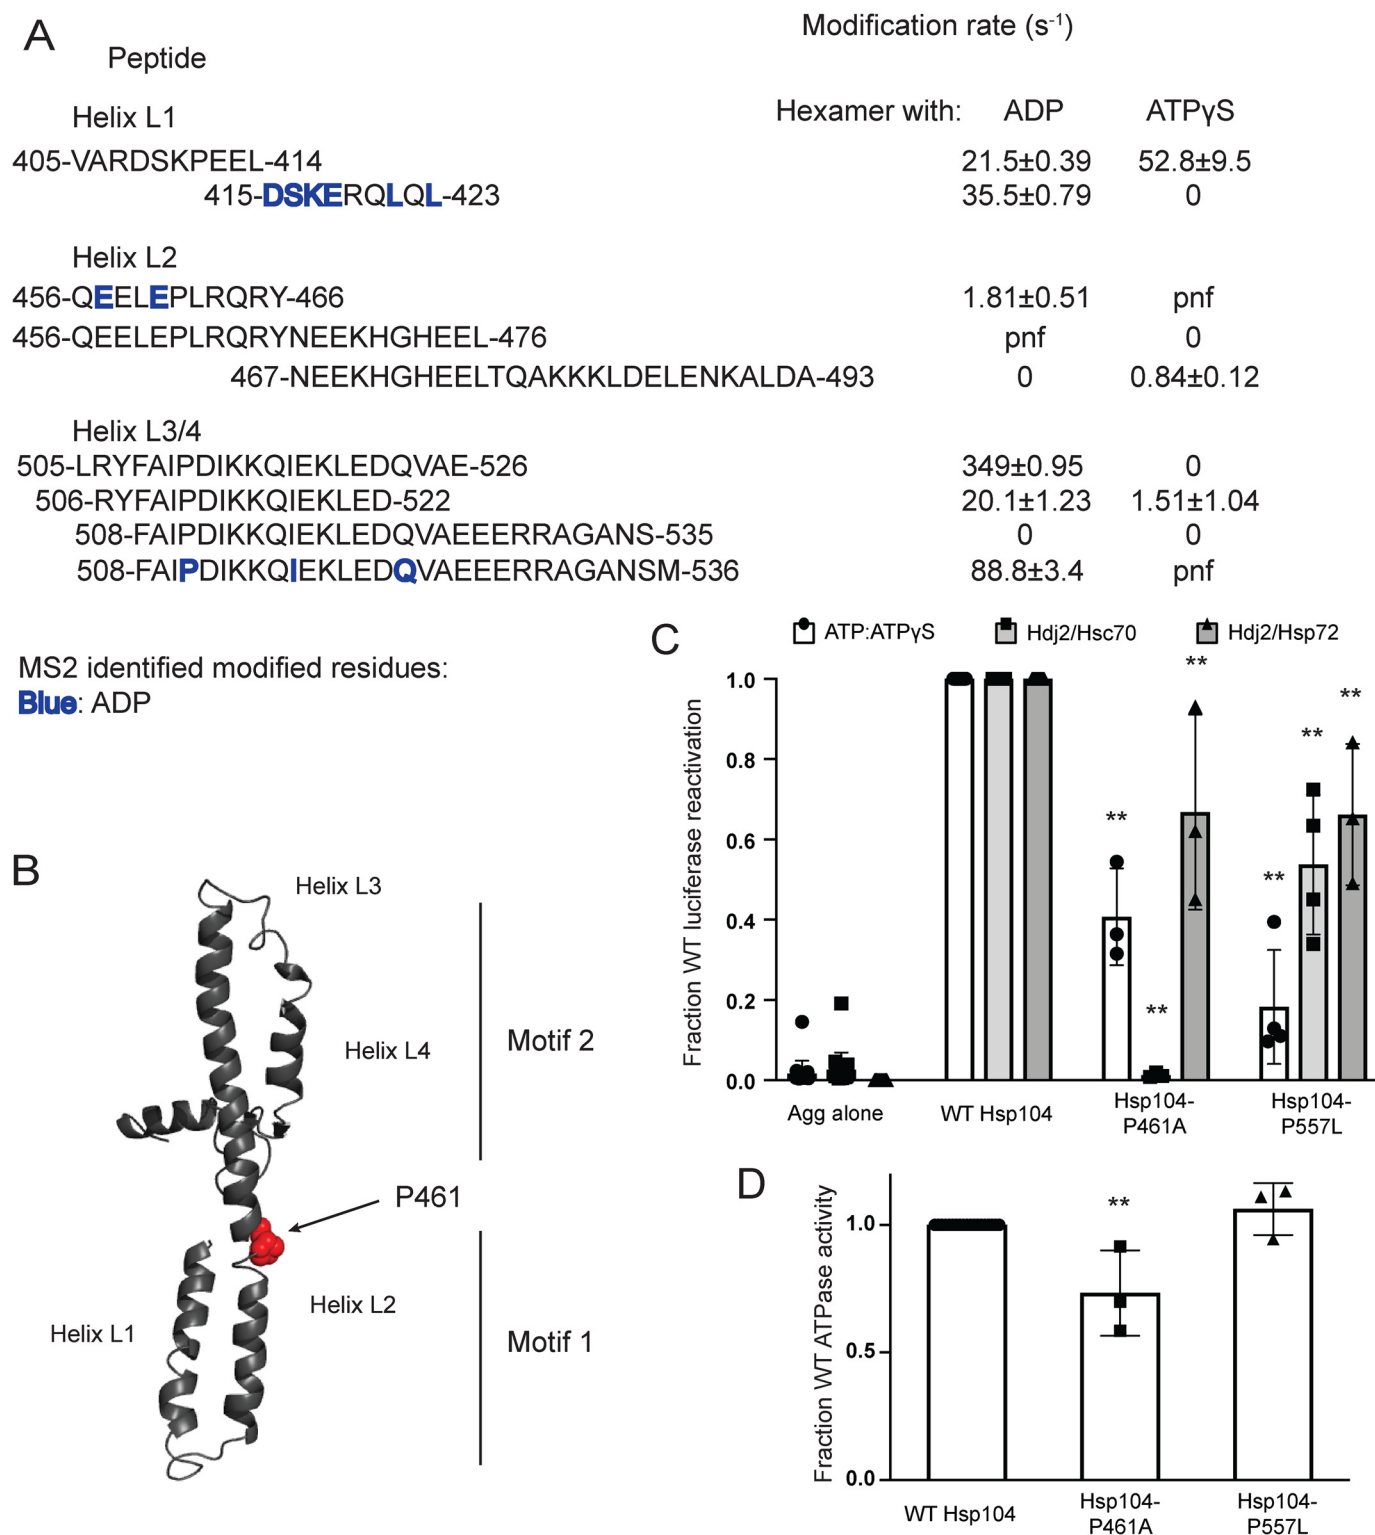 A
Peptide
Modification rate (s-1)
Hexamer with: ADP ATPγS
Helix L1
405-VARDSKPEEL-414 21.5±0.39 52.8±9.5
415-DSKERQLQL-423 35.5±0.79 0
Helix L2
456-QEELEPLRQRY-466 1.81±0.51 pnf
456-QEELEPLRQRYNEEKHGHEEL-476 pnf 0
467-NEEKHGHEELTQAKKKLDELENKALDA-493 0 0.84±0.12
Helix L3/4
505-LRYFAIPDIKKQIEKLEDQVAE-526 349±0.95 0
506-RYFAIPDIKKQIEKLED-522 20.1±1.23 1.51±1.04
508-FAIPDIKKQIEKLEDQVAEEERRAGANS-535 0 0
508-FAIPDIKKQIEKLEDQVAEEERRAGANSM-536 88.8±3.4 pnf
MS2 identified modified residues:
Blue: ADP
B
Helix L3
Helix L4
Motif 2
P461
Helix L2
Helix L1
Motif 1
C
ATP:ATPγS Hdj2/Hsc70 Hdj2/Hsp72
Fraction WT luciferase reactivation
1.0
0.8
0.6
0.4
0.2
0.0
**
**
**
**
**
**
Agg alone
WT Hsp104
Hsp104-
P461A
Hsp104-
P557L
D
Fraction WT ATPase activity
1.0
0.5
0.0
**
WT Hsp104
Hsp104-
P461A
Hsp104-
P557L